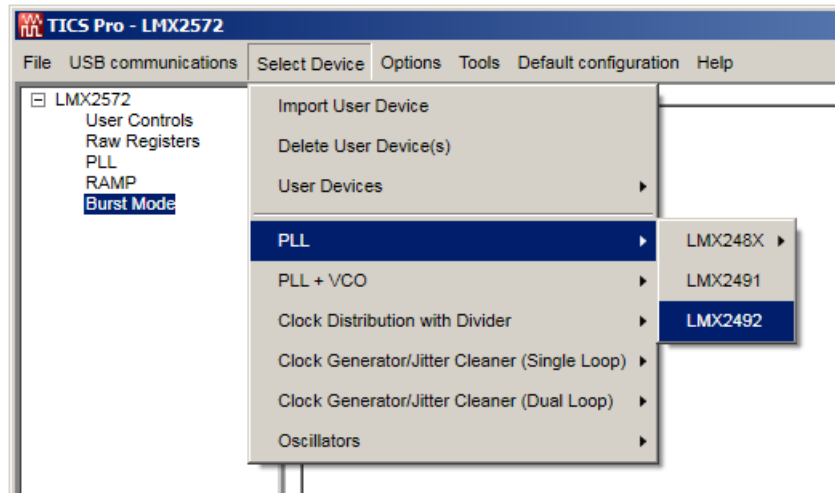 TICS Pro - LMX2572
File USB communications Select Device Options Tools Default configuration Help
LMX2572
User Controls
Raw Registers
PLL
RAMP
Burst Mode
Import User Device
Delete User Device(s)
User Devices
PLL
PLL + VCO
Clock Distribution with Divider
Clock Generator/Jitter Cleaner (Single Loop)
Clock Generator/Jitter Cleaner (Dual Loop)
Oscillators
LMX248X
LMX2491
LMX2492